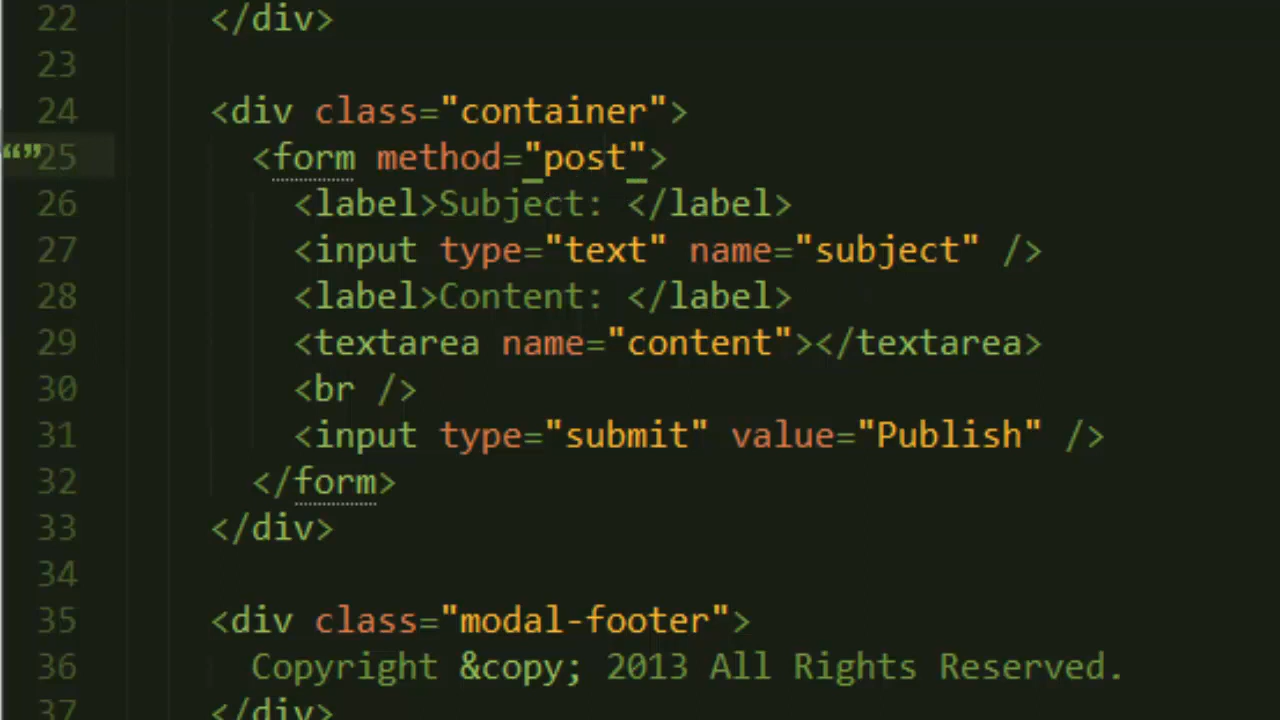 22 </div>
23
24 <div class="container">
25 <form method="post">
26 <label>Subject: </label>
27 <input type="text" name="subject" />
28 <label>Content: </label>
29 <textarea name="content"></textarea>
30 <br />
31 <input type="submit" value="Publish" />
32 </form>
33 </div>
34
35 <div class="modal-footer">
36 Copyright &copy; 2013 All Rights Reserved.
37 </div>